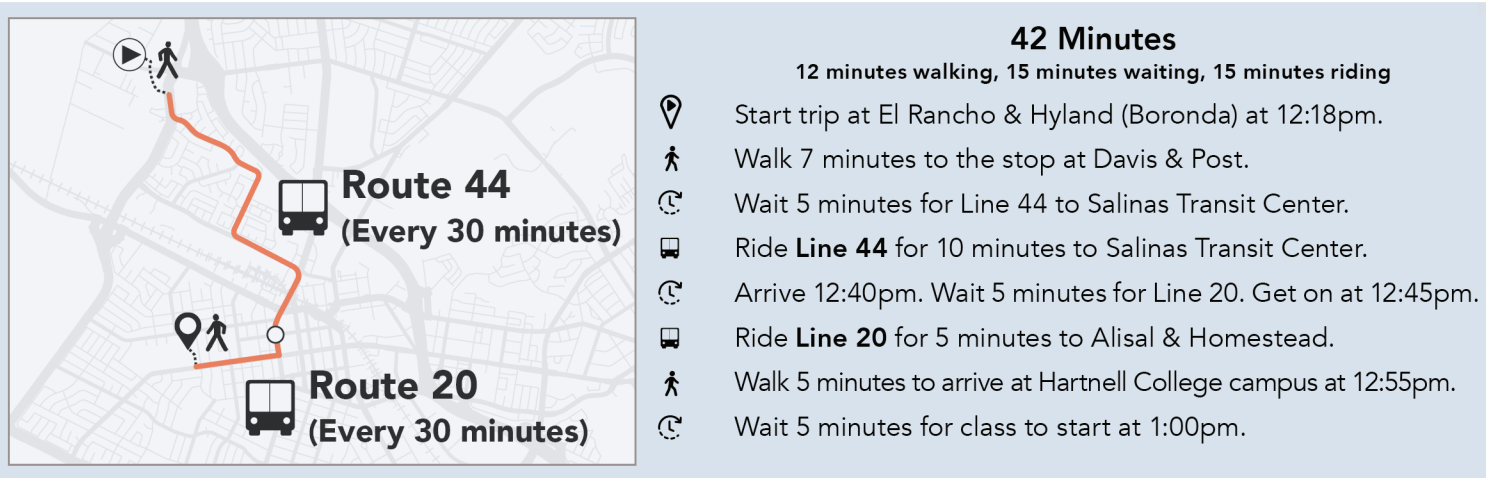 Route 44
(Every 30 minutes)
Route 20
(Every 30 minutes)
42 Minutes
12 minutes walking, 15 minutes waiting, 15 minutes riding
Start trip at El Rancho & Hyland (Boronda) at 12:18pm.
Walk 7 minutes to the stop at Davis & Post.
Wait 5 minutes for Line 44 to Salinas Transit Center.
Ride Line 44 for 10 minutes to Salinas Transit Center.
Arrive 12:40pm. Wait 5 minutes for Line 20. Get on at 12:45pm.
Ride Line 20 for 5 minutes to Alisal & Homestead.
Walk 5 minutes to arrive at Hartnell College campus at 12:55pm.
Wait 5 minutes for class to start at 1:00pm.